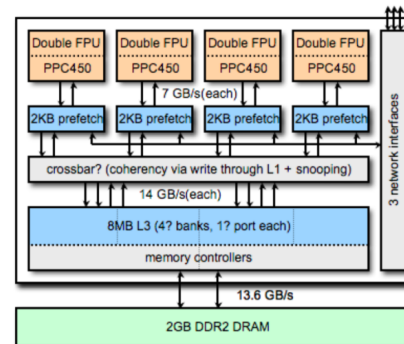 Double FPU Double FPU Double FPU Double FPU
PPC450 PPC450 PPC450 PPC450
7 GB/s(each)
2KB prefetch 2KB prefetch 2KB prefetch 2KB prefetch
crossbar? (coherency via write through L1 + snooping)
14 GB/s(each)
8MB L3 (4? banks, 1? port each)
memory controllers
13.6 GB/s
2GB DDR2 DRAM
3 network interfaces